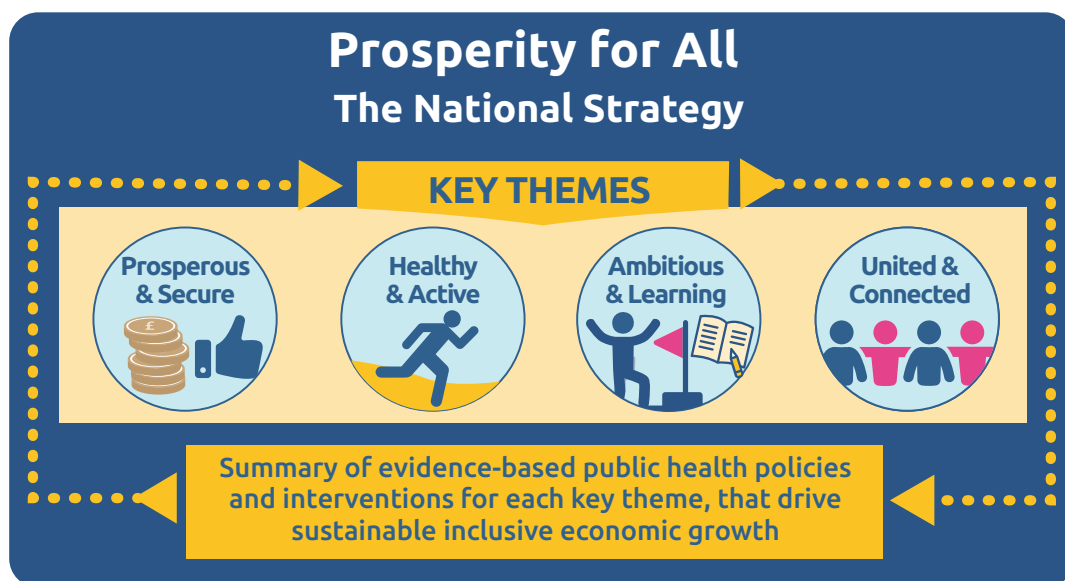 Prosperity for All
The National Strategy
KEY THEMES
Prosperous
& Secure
£
Healthy
& Active
Ambitious
& Learning
United &
Connected
Summary of evidence-based public health policies
and interventions for each key theme, that drive
sustainable inclusive economic growth